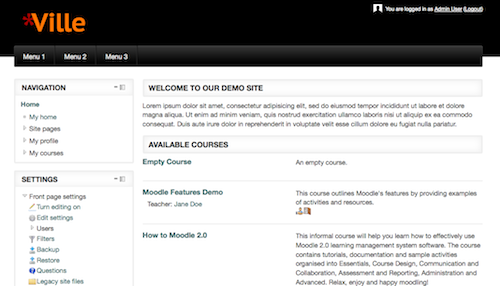 You are logged in as Admin User (Logout)
*Ville
Menu 1 Menu 2 Menu 3
NAVIGATION
Home
My home
Site pages
My profile
My courses
SETTINGS
Front page settings
Turn editing on
Edit settings
Users
Filters
Backup
Restore
Questions
Legacy site files
WELCOME TO OUR DEMO SITE
Lorem ipsum dolor sit amet, consectetur adipisicing elit, sed do eiusmod tempor incididunt ut labore et dolore
magna aliqua. Ut enim ad minim veniam, quis nostrud exercitation ullamco laboris nisi ut aliquip ex ea commodo
consequat. Duis aute irure dolor in reprehenderit in voluptate velit esse cillum dolore eu fugiat nulla pariatur.
AVAILABLE COURSES
Empty Course
An empty course.
Moodle Features Demo
Teacher: Jane Doe
This course outlines Moodle's features by providing examples
of activities and resources.
How to Moodle 2.0
This informal course will help you learn how to effectively use
Moodle 2.0 learning management system software. The course
contains tutorials, documentation and sample activities
organised into Essentials, Course Design, Communication and
Collaboration, Assessment and Reporting, Administration and
Advanced. Relax, enjoy and happy moodling!